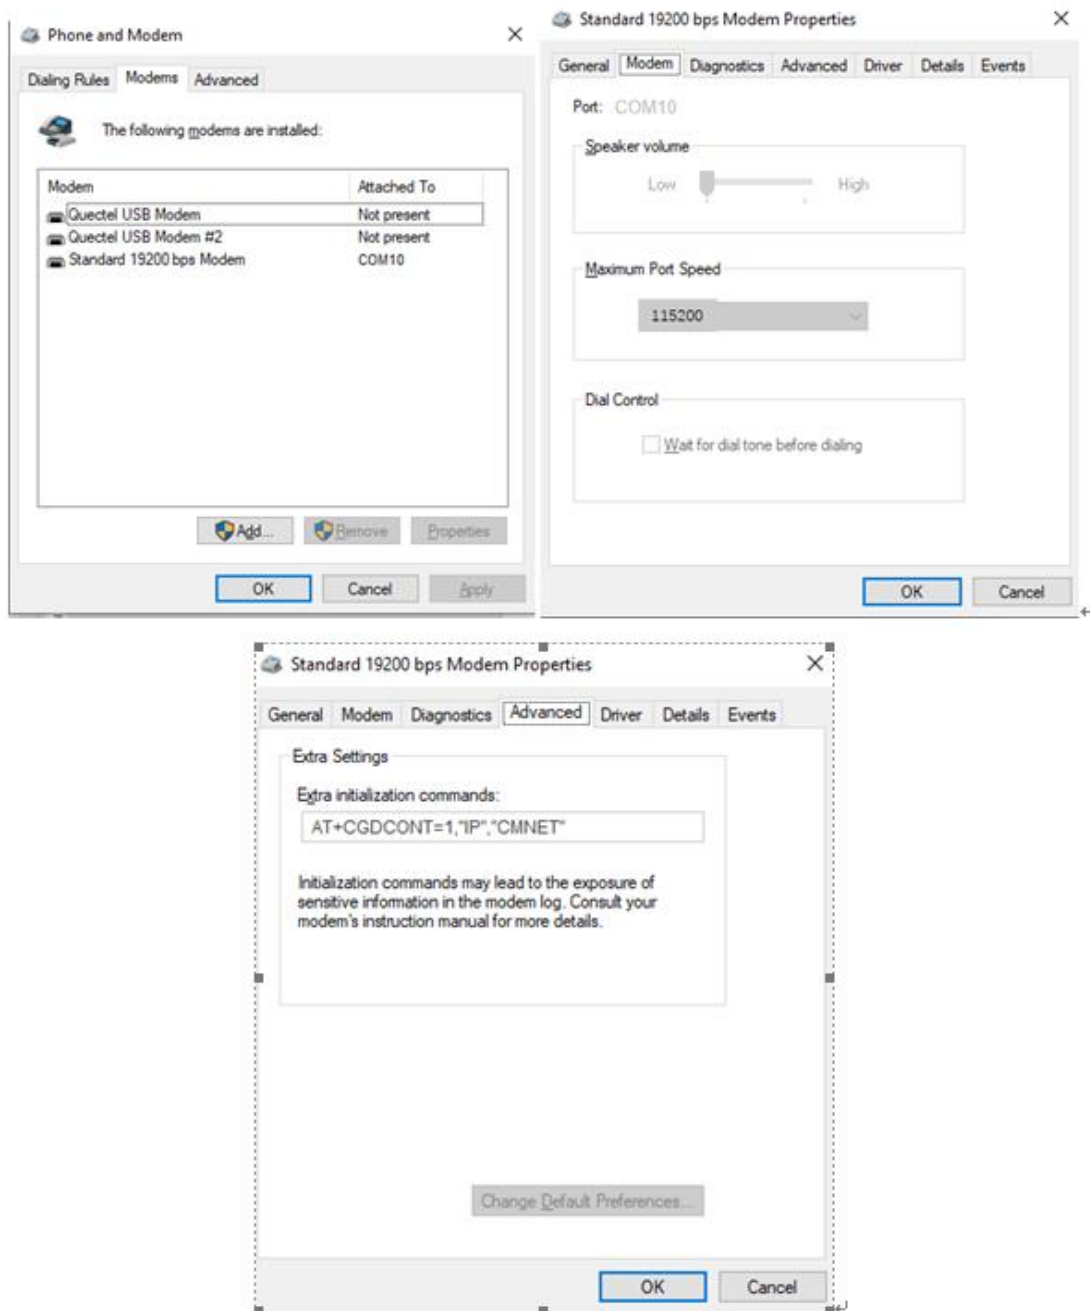 Phone and Modem
Dialing Rules Modems Advanced
The following modems are installed:
Modem Attached To
Quectel USB Modem Not present
Quectel USB Modem #2 Not present
Standard 19200 bps Modem COM10
Add... Remove Properties
OK Cancel Apply
Standard 19200 bps Modem Properties
General Modem Diagnostics Advanced Driver Details Events
Port: COM10
Speaker volume
Low High
Maximum Port Speed
115200
Dial Control
Wait for dial tone before dialing
OK Cancel
Standard 19200 bps Modem Properties
General Modem Diagnostics Advanced Driver Details Events
Extra Settings
Extra initialization commands:
AT+CGDCONT=1,"IP","CMNET"
Initialization commands may lead to the exposure of
sensitive information in the modem log. Consult your
modem's instruction manual for more details.
Change Default Preferences...
OK Cancel